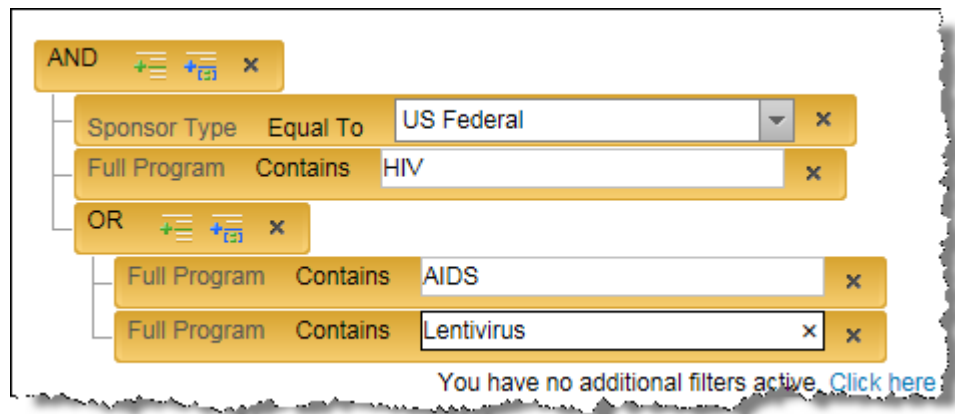 AND
Sponsor Type Equal To US Federal
Full Program Contains HIV
OR
Full Program Contains AIDS
Full Program Contains Lentivirus
You have no additional filters active. Click here